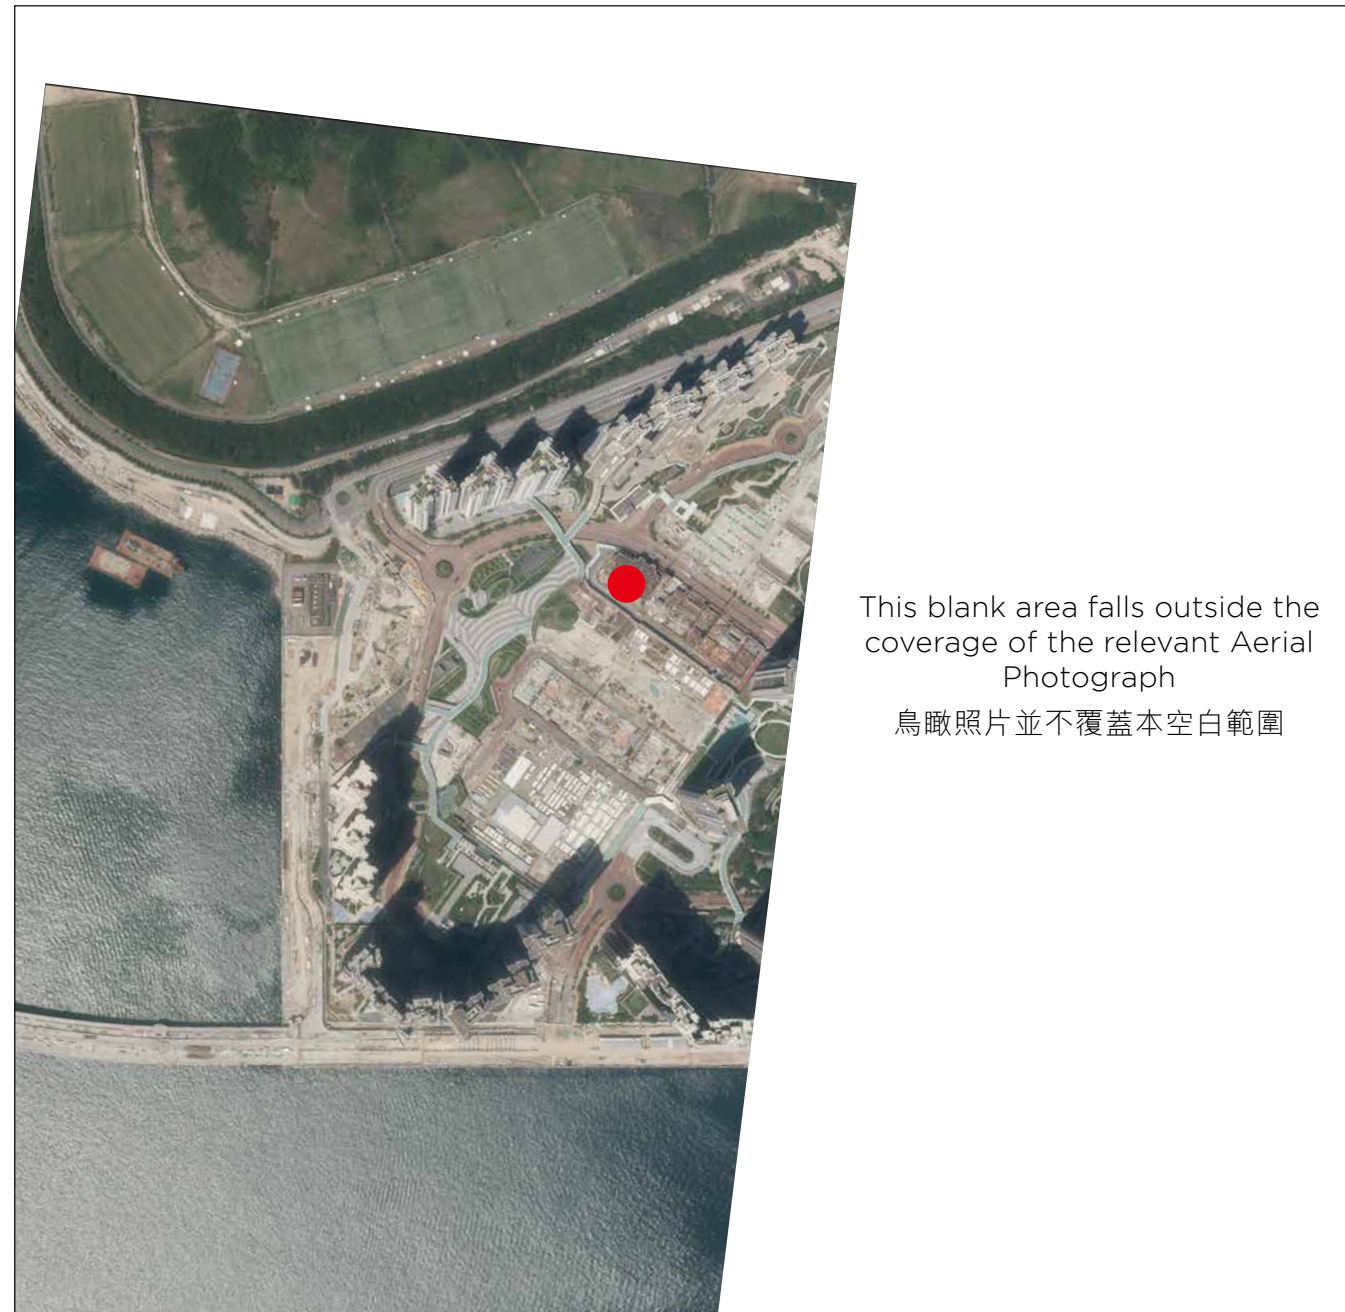 This blank area falls outside the
coverage of the relevant Aerial
Photograph
鳥瞰照片並不覆蓋本空白範圍